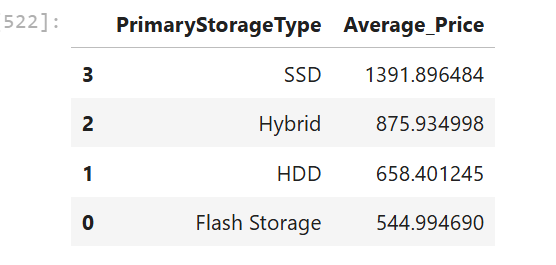 522]:
PrimaryStorageType Average_Price
3 SSD 1391.896484
2 Hybrid 875.934998
1 HDD 658.401245
0 Flash Storage 544.994690